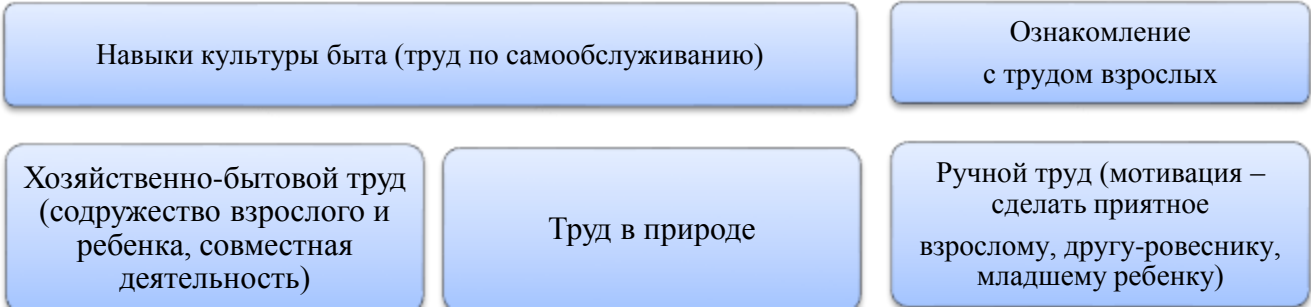 Навыки культуры быта (труд по самообслуживанию)
Ознакомление
с трудом взрослых
Хозяйственно-бытовой труд
(содружество взрослого и
ребенка, совместная
деятельность)
Труд в природе
Ручной труд (мотивация –
сделать приятное
взрослому, другу-ровеснику,
младшему ребенку)